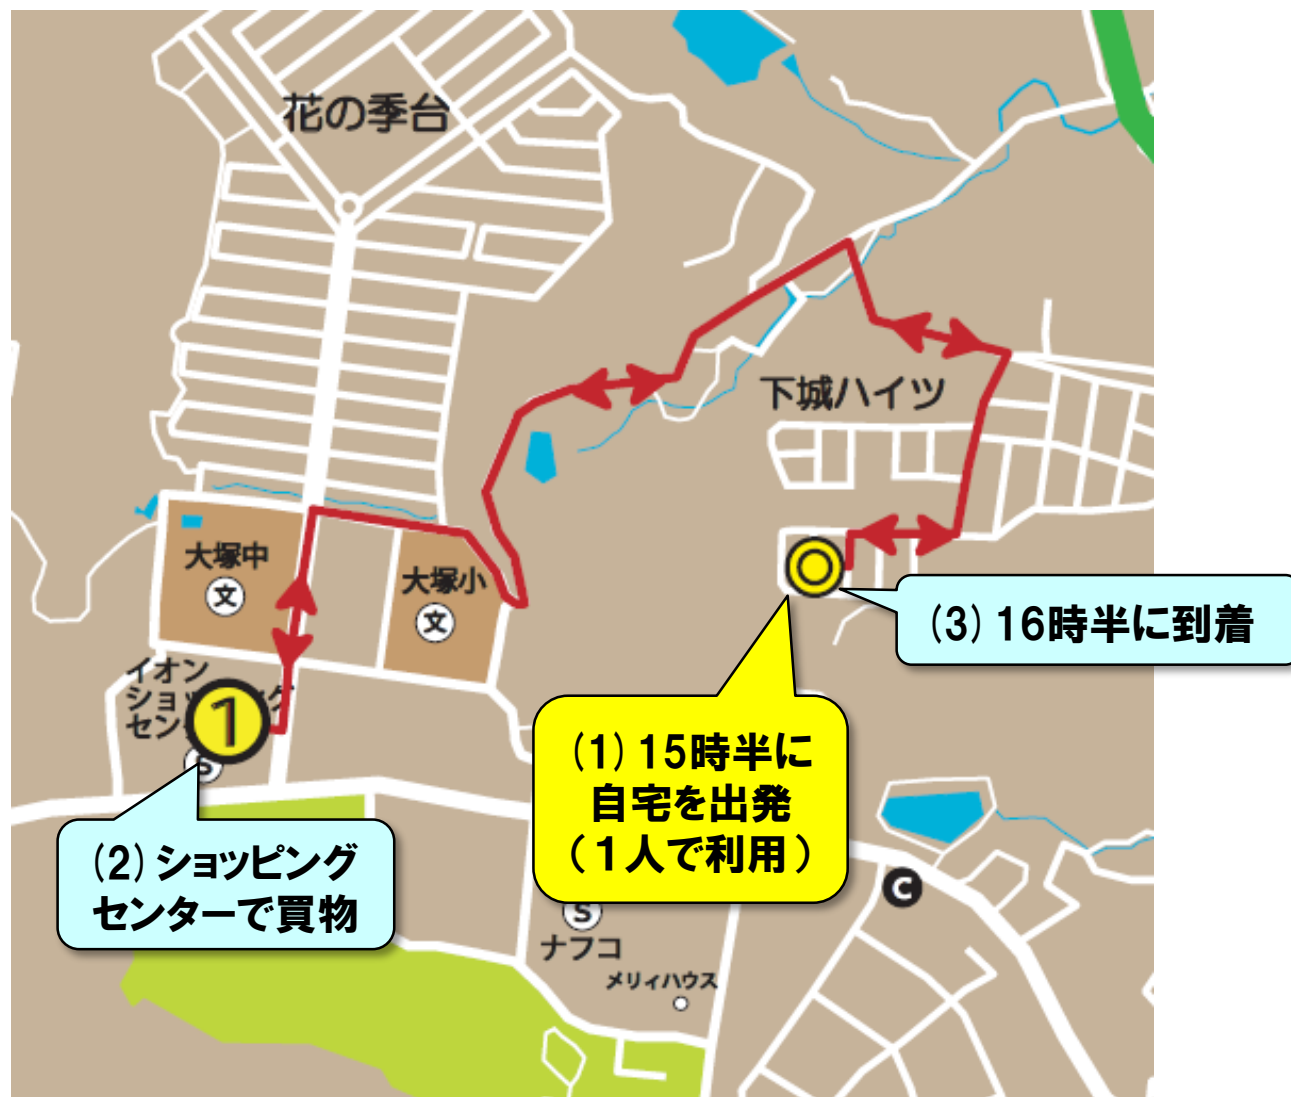 花の季台
下城ハイツ
大塚中
文
大塚小
文
(3) 16時半に到着
イオン
ショッピング
セン
1
S
(1) 15時半に
自宅を出発
(1人で利用)
(2) ショッピング
センターで買物
C
S
ナフコ
メリィハウス